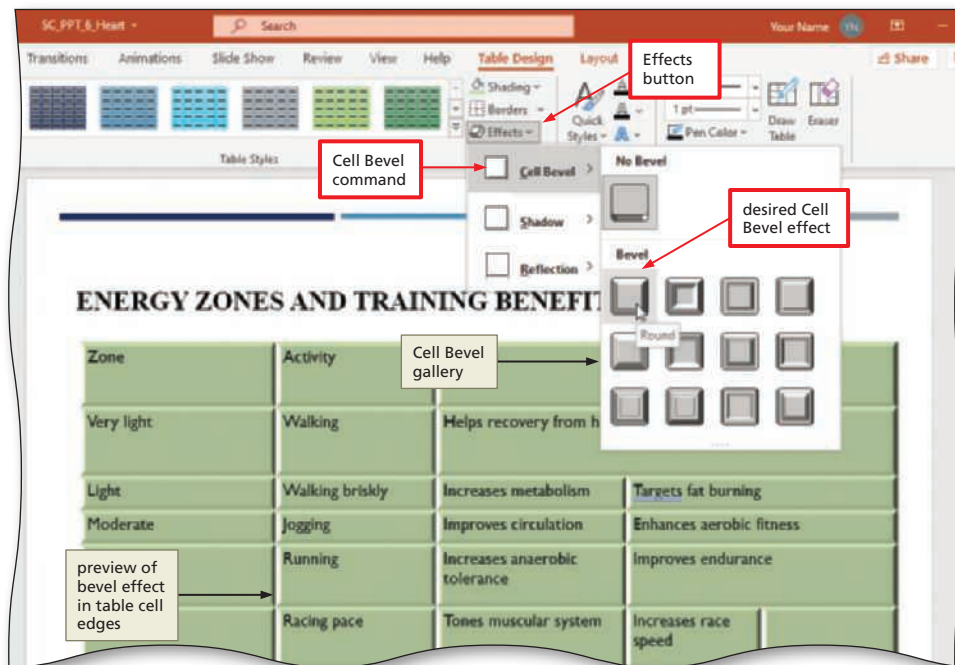 SC_PPT_6_Heart
Search
Your Name
YN
Transitions Animations Slide Show Review View Help Table Design Layout
Share
Effects
button
Shading
Borders
Effects
Quick
Styles
1 pt
Pen Color
Draw
Table
Eraser
Table Styles
Cell Bevel
command
Cell Bevel
Shadow
Reflection
No Bevel
desired Cell
Bevel effect
Bevel
Round
ENERGY ZONES AND TRAINING BENEFIT
Cell Bevel
gallery
Zone Activity
Very light Walking Helps recovery from h
Light Walking briskly Increases metabolism Targets fat burning
Moderate Jogging Improves circulation Enhances aerobic fitness
Running Increases anaerobic
tolerance
Improves endurance
preview of
bevel effect
in table cell
edges
Racing pace Tones muscular system Increases race
speed